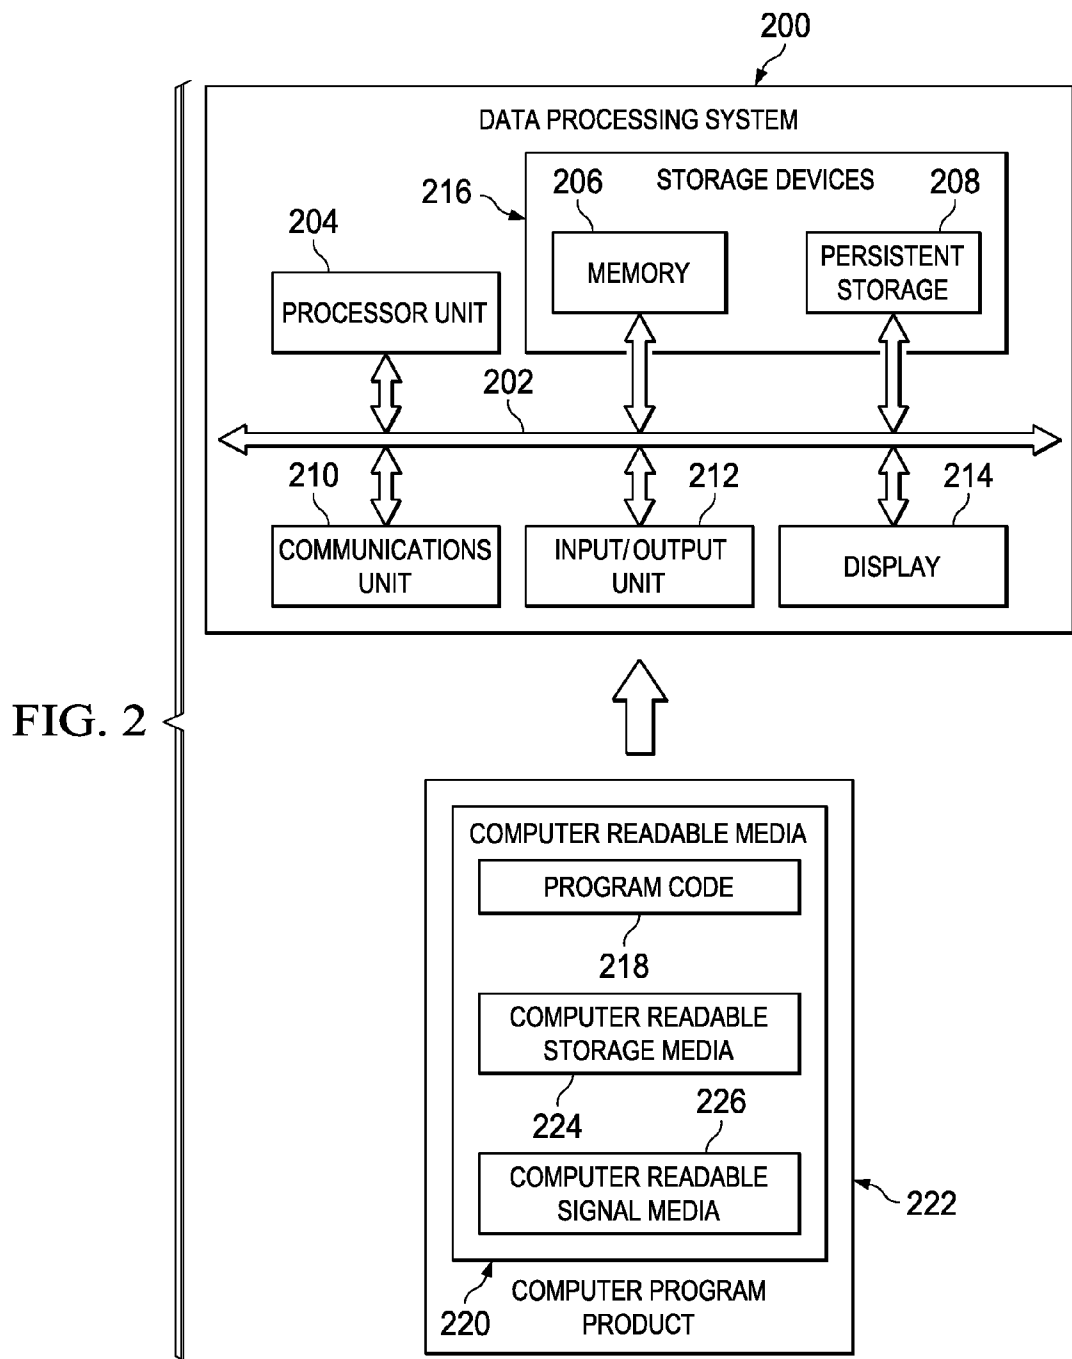 200
DATA PROCESSING SYSTEM
STORAGE DEVICES
216
206
208
204
MEMORY
PERSISTENT
STORAGE
PROCESSOR UNIT
202
210
212
214
COMMUNICATIONS
UNIT
INPUT/OUTPUT
UNIT
DISPLAY
FIG. 2
COMPUTER READABLE MEDIA
PROGRAM CODE
218
COMPUTER READABLE
STORAGE MEDIA
224
226
COMPUTER READABLE
SIGNAL MEDIA
222
220
COMPUTER PROGRAM
PRODUCT